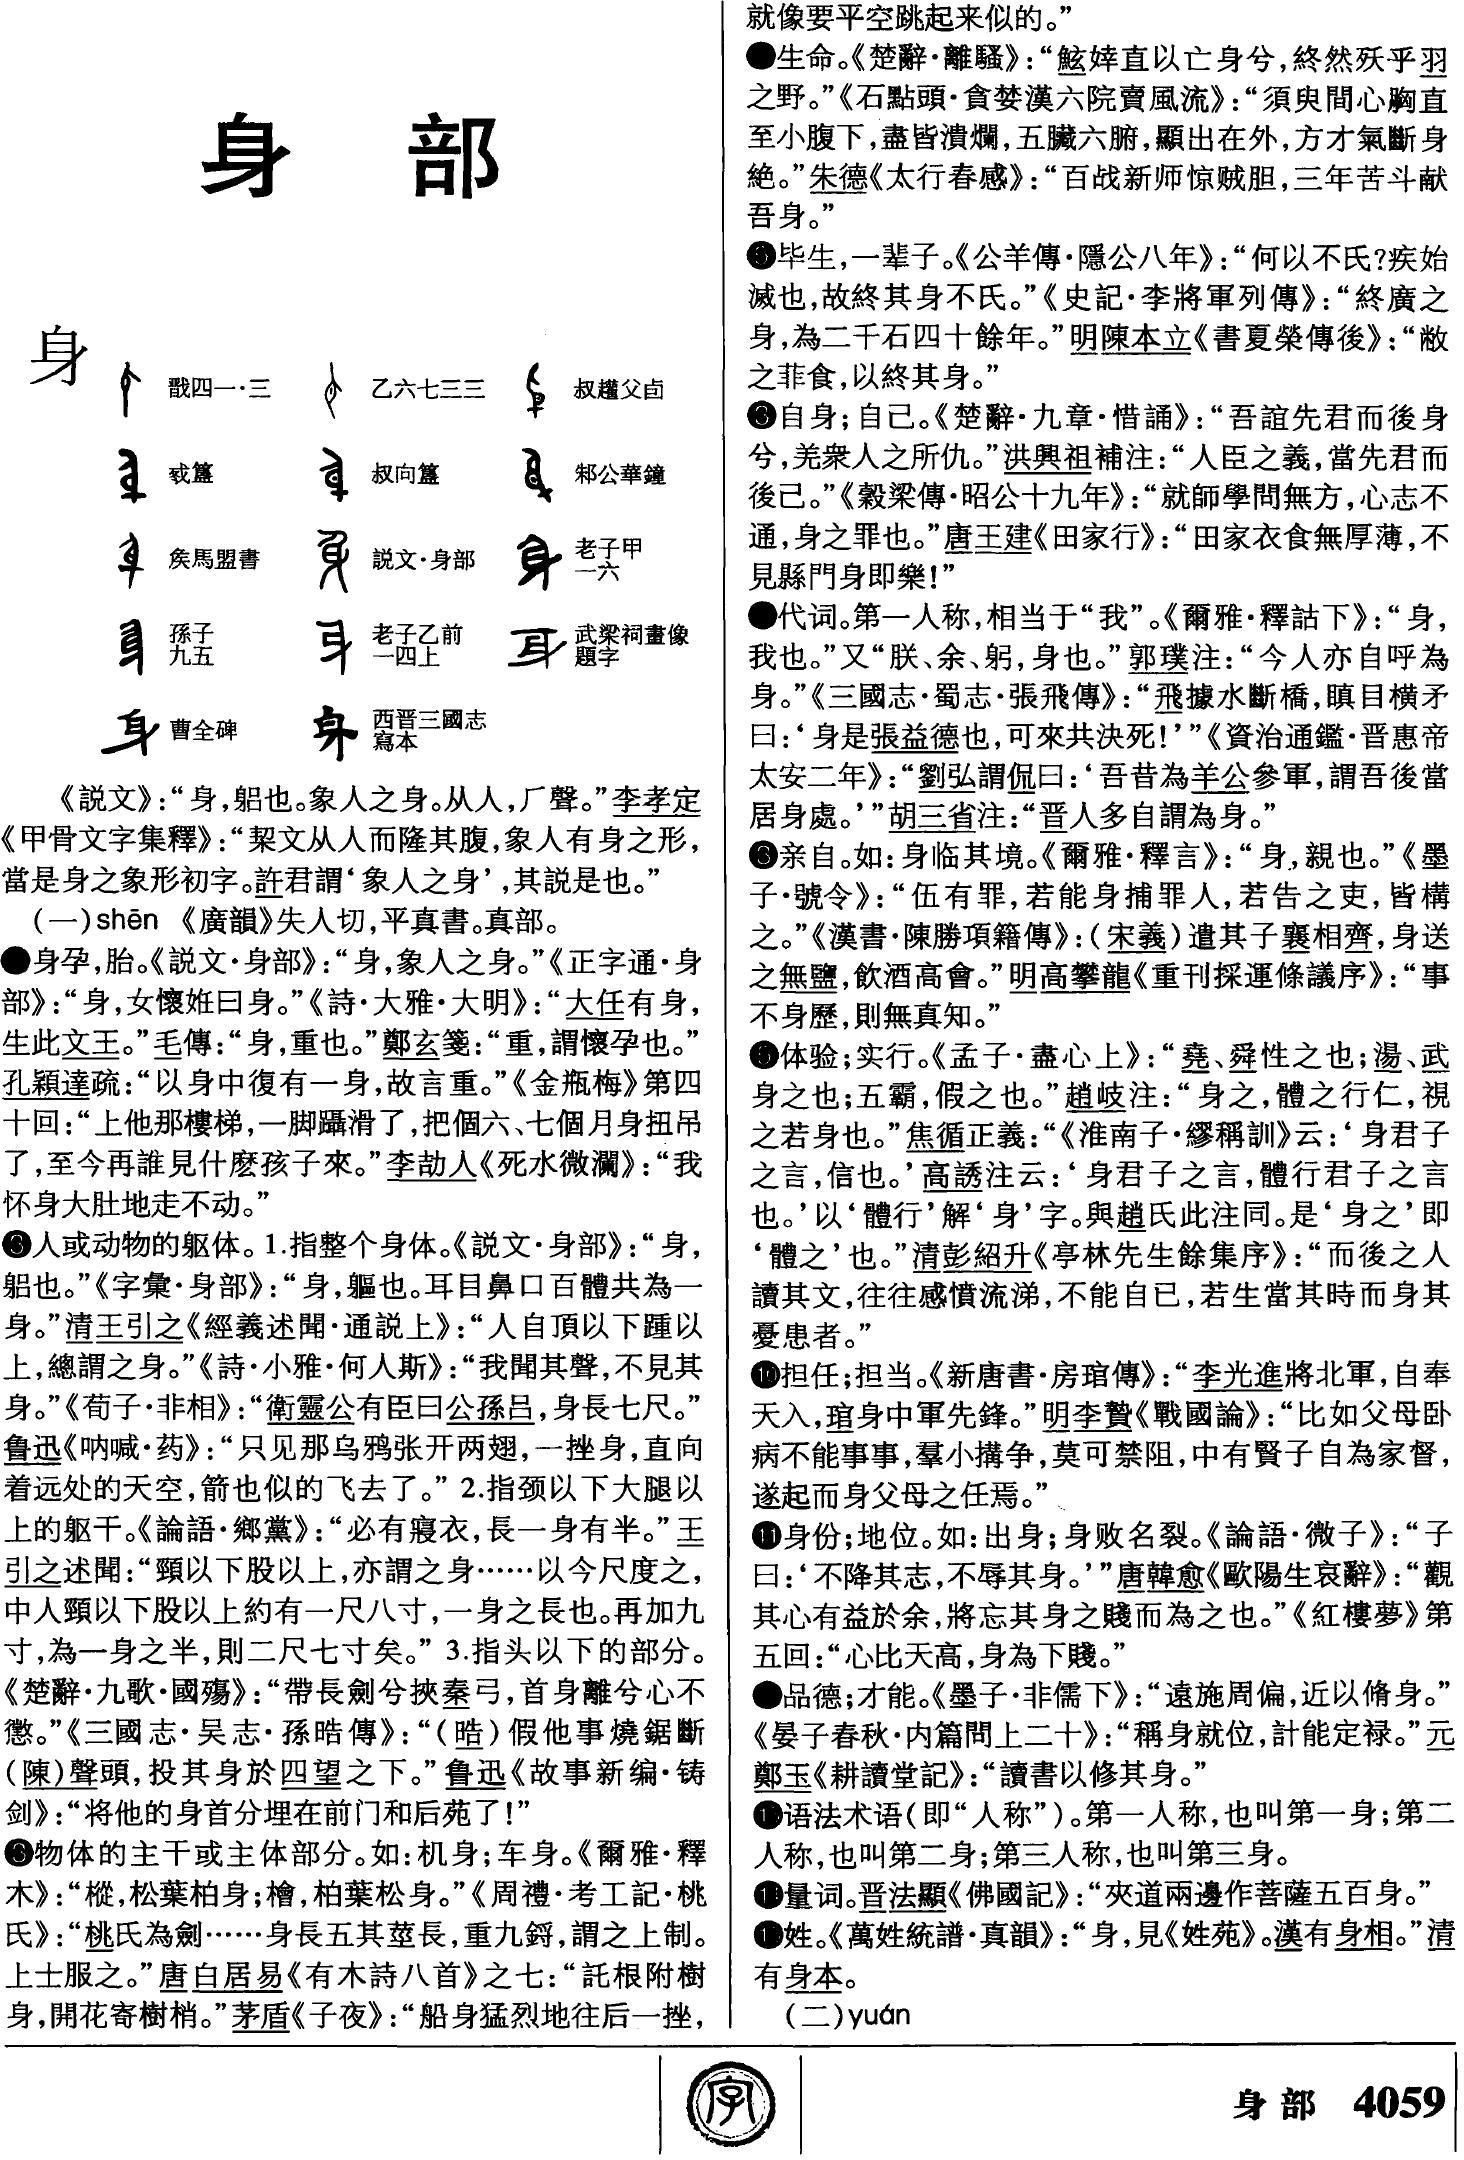 身 部
身
戩四一·三
乙六七三三
叔趯父卣
𢦚簋
叔向簋
邾公華鐘
矦馬盟書
説文·身部
老子甲
一六
孫子
九五
老子乙前
一四上
武梁祠畫像
題字
曹全碑
西晋三國志
寫本
《説文》：“身，躳也。象人之身。从人，厂聲。”李孝定
《甲骨文字集釋》：“栔文从人而隆其腹，象人有身之形，
當是身之象形初字。許君謂‘象人之身’，其説是也。”
（一）shēn 《廣韻》失人切，平真書。真部。
●身孕，胎。《説文·身部》：“身，象人之身。”《正字通·身
部》：“身，女懷妊曰身。”《詩·大雅·大明》：“大任有身，
生此文王。”毛傳：“身，重也。”鄭玄箋：“重，謂懷孕也。”
孔穎達疏：“以身中復有一身，故言重。”《金瓶梅》第四
十回：“上他那樓梯，一脚躡滑了，把個六、七個月身扭吊
了，至今再誰見什麽孩子來。”李劼人《死水微瀾》：“我
怀身大肚地走不动。”
人或动物的躯体。1.指整个身体。《説文·身部》：“身，
躳也。”《字彙·身部》：“身，軀也。耳目鼻口百體共為一
身。”清王引之《經義述聞·通説上》：“人自頂以下踵以
上，總謂之身。”《詩·小雅·何人斯》：“我聞其聲，不見其
身。”《荀子·非相》：“衛靈公有臣曰公孫吕，身長七尺。”
鲁迅《呐喊·药》：“只见那乌鸦张开两翅，一挫身，直向
着远处的天空，箭也似的飞去了。” 2.指颈以下大腿以
上的躯干。《論語·鄉黨》：“必有寢衣，長一身有半。”王
引之述聞：“頸以下股以上，亦謂之身……以今尺度之，
中人頸以下股以上約有一尺八寸，一身之長也。再加九
寸，為一身之半，則二尺七寸矣。” 3.指头以下的部分。
《楚辭·九歌·國殤》：“帶長劍兮挾秦弓，首身離兮心不
懲。”《三國志·吴志·孫晧傳》：“（晧）假他事燒鋸斷
（陳）聲頭，投其身於四望之下。”鲁迅《故事新编·铸
剑》：“将他的身首分埋在前门和后苑了！”
物体的主干或主体部分。如：机身；车身。《爾雅·釋
木》：“樅，松葉柏身；檜，柏葉松身。”《周禮·考工記·桃
氏》：“桃氏為劍……身長五其莖長，重九鋝，謂之上制。
上士服之。”唐白居易《有木詩八首》之七：“託根附樹
身，開花寄樹梢。”茅盾《子夜》：“船身猛烈地往后一挫，
就像要平空跳起来似的。”
●生命。《楚辭·離騷》：“鮌婞直以亡身兮，終然殀乎羽
之野。”《石點頭·貪婪漢六院賣風流》：“須臾間心胸直
至小腹下，盡皆潰爛，五臟六腑，顯出在外，方才氣斷身
絶。”朱德《太行春感》：“百战新师惊贼胆，三年苦斗献
吾身。”
毕生，一辈子。《公羊傳·隱公八年》：“何以不氏？疾始
滅也，故終其身不氏。”《史記·李將軍列傳》：“終廣之
身，為二千石四十餘年。”明陳本立《書夏榮傳後》：“敝
之菲食，以終其身。”
自身；自己。《楚辭·九章·惜誦》：“吾誼先君而後身
兮，羌衆人之所仇。”洪興祖補注：“人臣之義，當先君而
後己。”《穀梁傳·昭公十九年》：“就師學問無方，心志不
通，身之罪也。”唐王建《田家行》：“田家衣食無厚薄，不
見縣門身即樂！”
●代词。第一人称，相当于“我”。《爾雅·釋詁下》：“身，
我也。”又“朕、余、躬，身也。”郭璞注：“今人亦自呼為
身。”《三國志·蜀志·張飛傳》：“飛據水斷橋，瞋目横矛
曰：‘身是張益德也，可來共決死！’”《資治通鑑·晋惠帝
太安二年》：“劉弘謂侃曰：‘吾昔為羊公參軍，謂吾後當
居身處。’”胡三省注：“晋人多自謂為身。”
亲自。如：身临其境。《爾雅·釋言》：“身，親也。”《墨
子·號令》：“伍有罪，若能身捕罪人，若告之吏，皆構
之。”《漢書·陳勝項籍傳》：（宋義）遣其子襄相齊，身送
之無鹽，飲酒高會。”明高攀龍《重刊採運條議序》：“事
不身歷，則無真知。”
体验；实行。《孟子·盡心上》：“堯、舜性之也；湯、武
身之也；五霸，假之也。”趙岐注：“身之，體之行仁，視
之若身也。”焦循正義：“《淮南子·繆稱訓》云：‘身君子
之言，信也。’高誘注云：‘身君子之言，體行君子之言
也。’以‘體行’解‘身’字。與趙氏此注同。是‘身之’即
‘體之’也。”清彭紹升《亭林先生餘集序》：“而後之人
讀其文，往往感憤流涕，不能自已，若生當其時而身其
憂患者。”
❿担任；担当。《新唐書·房琯傳》：“李光進將北軍，自奉
天入，琯身中軍先鋒。”明李贄《戰國論》：“比如父母卧
病不能事事，羣小搆争，莫可禁阻，中有賢子自為家督，
遂起而身父母之任焉。”
⓫身份；地位。如：出身；身败名裂。《論語·微子》：“子
曰：‘不降其志，不辱其身。’”唐韓愈《歐陽生哀辭》：“觀
其心有益於余，將忘其身之賤而為之也。”《紅樓夢》第
五回：“心比天高，身為下賤。”
●品德；才能。《墨子·非儒下》：“遠施周偏，近以脩身。”
《晏子春秋·内篇問上二十》：“稱身就位，計能定禄。”元
鄭玉《耕讀堂記》：“讀書以修其身。”
语法术语（即“人称”）。第一人称，也叫第一身；第二
人称，也叫第二身；第三人称，也叫第三身。
量词。晋法顯《佛國記》：“夾道兩邊作菩薩五百身。”
姓。《萬姓統譜·真韻》：“身，見《姓苑》。漢有身相。”清
有身本。
（二）yuán
字
身部 4059